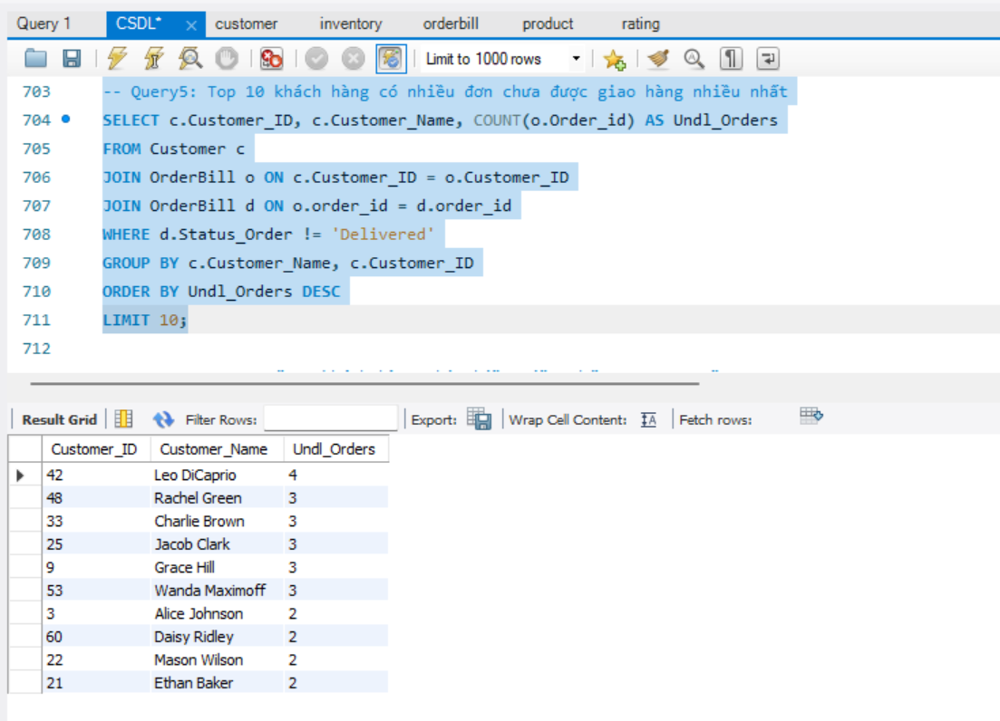 Query 1 CSDL* × customer inventory orderbill product rating
Limit to 1000 rows
703 -- Query5: Top 10 khách hàng có nhiều đơn chưa được giao hàng nhiều nhất
704 SELECT c.Customer_ID, c.Customer_Name, COUNT(o.Order_id) AS Undl_Orders
705 FROM Customer c
706 JOIN OrderBill o ON c.Customer_ID = o.Customer_ID
707 JOIN OrderBill d ON o.order_id = d.order_id
708 WHERE d.Status_Order != 'Delivered'
709 GROUP BY c.Customer_Name, c.Customer_ID
710 ORDER BY Undl_Orders DESC
711 LIMIT 10;
712
Result Grid Filter Rows: Export: Wrap Cell Content: Fetch rows:
Customer_ID Customer_Name Undl_Orders
42 Leo DiCaprio 4
48 Rachel Green 3
33 Charlie Brown 3
25 Jacob Clark 3
9 Grace Hill 3
53 Wanda Maximoff 3
3 Alice Johnson 2
60 Daisy Ridley 2
22 Mason Wilson 2
21 Ethan Baker 2